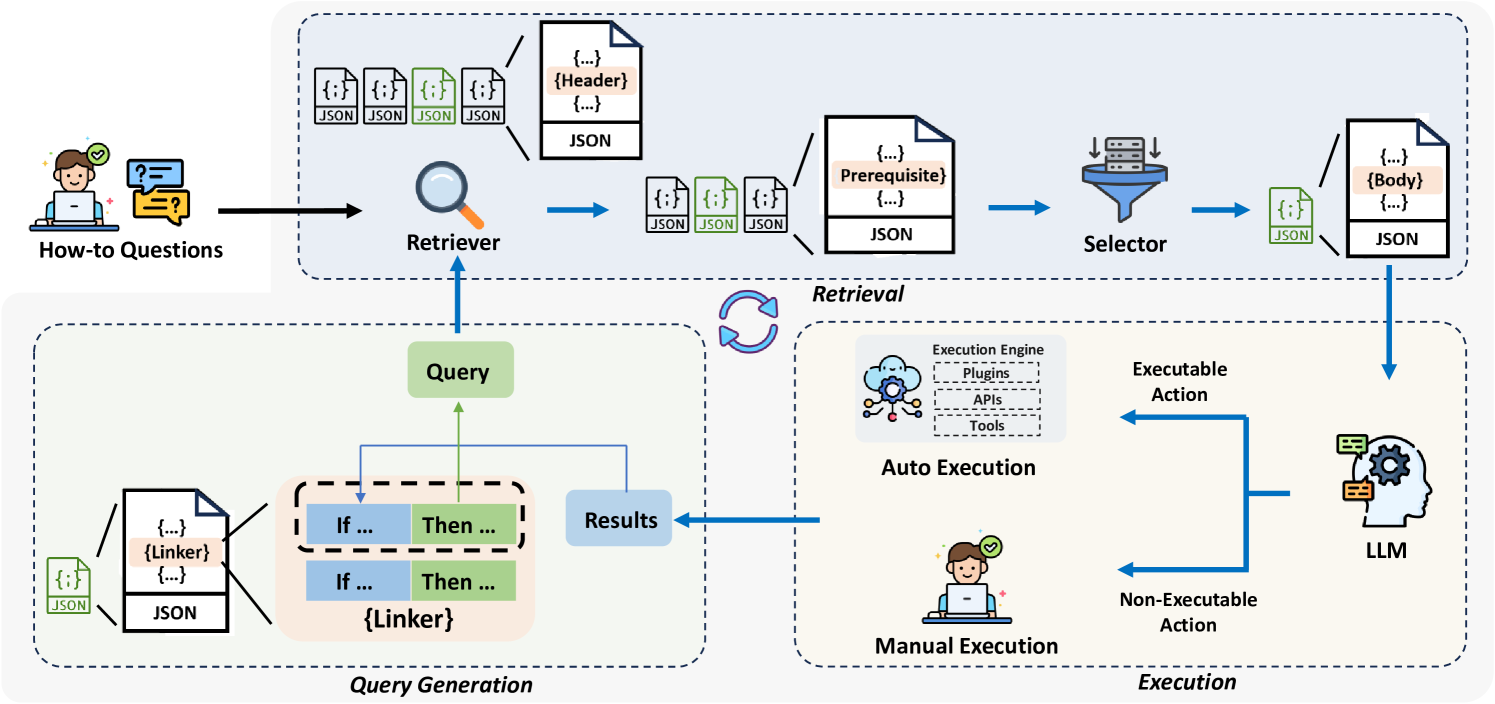 {...}
{Header}
{...}
JSON
{;}
JSON
{;}
JSON
{;}
JSON
{;}
JSON
How-to Questions
Retriever
{;}
JSON
{;}
JSON
{;}
JSON
{...}
Prerequisite}
{...}
JSON
Selector
{;}
JSON
{...}
{Body}
{...}
JSON
Retrieval
Query
If ...
Then ...
If ...
Then ...
{Linker}
Results
{;}
JSON
{...}
{Linker}
{...}
JSON
Query Generation
Execution Engine
Plugins
APIs
Tools
Auto Execution
Executable
Action
LLM
Non-Executable
Action
Manual Execution
Execution